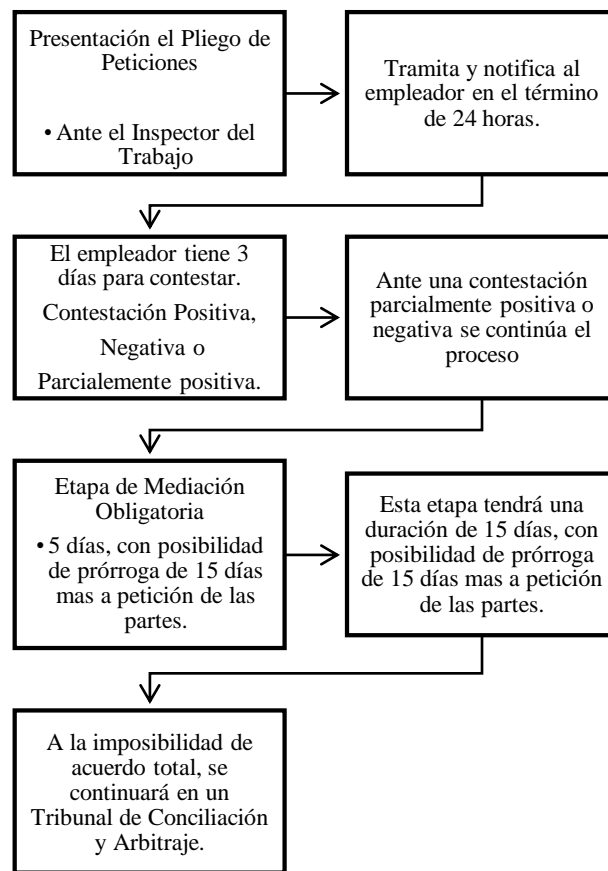 Presentación el Pliego de
Peticiones
• Ante el Inspector del
Trabajo
Tramita y notifica al
empleador en el término
de 24 horas.
El empleador tiene 3
días para contestar.
Contestación Positiva,
Negativa o
Parcialemente positiva.
Ante una contestación
parcialmente positiva o
negativa se continúa el
proceso
Etapa de Mediación
Obligatoria
• 5 días, con posibilidad
de prórroga de 15 días
mas a petición de las
partes.
Esta etapa tendrá una
duración de 15 días, con
posibilidad de prórroga
de 15 días mas a petición
de las partes.
A la imposibilidad de
acuerdo total, se
continuará en un
Tribunal de Conciliación
y Arbitraje.